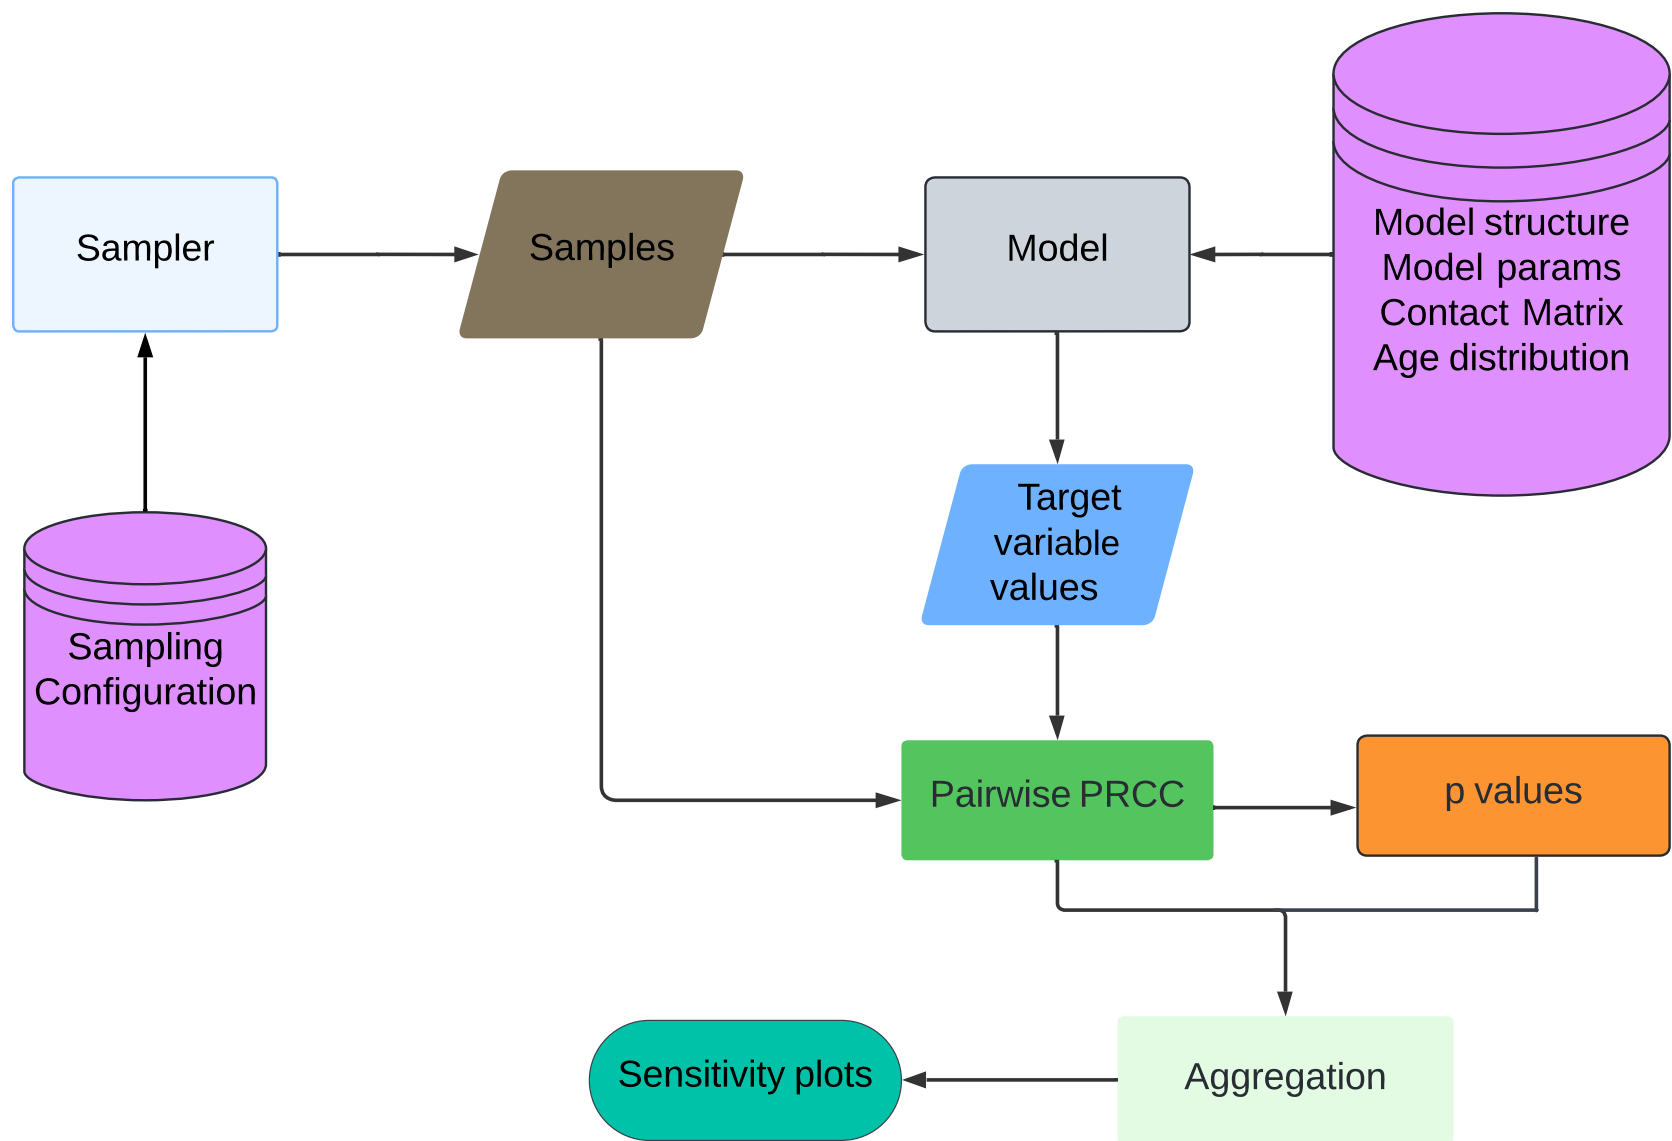 Sampler
Samples
Model
Model structure
Model params
Contact Matrix
Age distribution
Target
variable
values
Sampling
Configuration
Pairwise PRCC
p values
Sensitivity plots
Aggregation